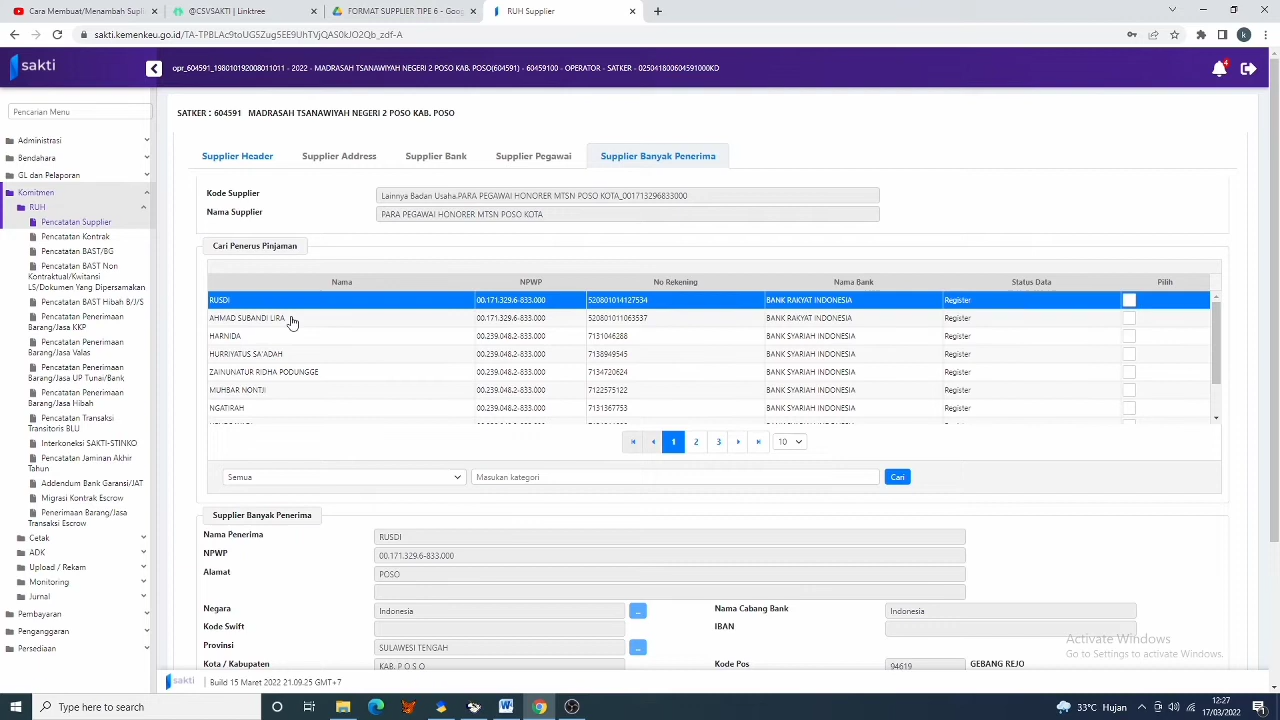 Cara Membuat/Menambah Supli
@CSVSAKTI | Linktree
FORMAT SUPPLIER TIPE 6 - Goog
RUH Supplier
sakti.kemenkeu.go.id/TA-TPBLAc9toUG5Zug5EE9UhTVjQAS0kJO2Qb_zdf-A
k
sakti
opr_604591_198010192008011011 - 2022 - MADRASAH TSANAWIYAH NEGERI 2 POSO KAB. POSO(604591) - 60459100 - OPERATOR - SATKER - 025041800604591000KD
4
Pencarian Menu
Administrasi
Bendahara
GL dan Pelaporan
Komitmen
RUH
Pencatatan Supplier
Pencatatan Kontrak
Pencatatan BAST/BG
Pencatatan BAST Non
Kontraktual/Kwitansi
LS/Dokumen Yang Dipersamakan
Pencatatan BAST Hibah B/J/S
Pencatatan Penerimaan
Barang/Jasa KKP
Pencatatan Penerimaan
Barang/Jasa Valas
Pencatatan Penerimaan
Barang/Jasa UP Tunai/Bank
Pencatatan Penerimaan
Barang/Jasa Hibah
Pencatatan Transaksi
Transitoris BLU
Interkoneksi SAKTI-STINKO
Pencatatan Jaminan Akhir
Tahun
Addendum Bank Garansi/JAT
Migrasi Kontrak Escrow
Penerimaan Barang/Jasa
Transaksi Escrow
Cetak
ADK
Upload / Rekam
Monitoring
Jurnal
Pembayaran
Penganggaran
Persediaan
SATKER : 604591 MADRASAH TSANAWIYAH NEGERI 2 POSO KAB. POSO
Supplier Header Supplier Address Supplier Bank Supplier Pegawai Supplier Banyak Penerima
Kode Supplier Lainnya Badan Usaha.PARA PEGAWAI HONORER MTSN POSO KOTA_001713296833000
Nama Supplier PARA PEGAWAI HONORER MTSN POSO KOTA
Cari Penerus Pinjaman
Nama NPWP No Rekening Nama Bank Status Data Pilih
RUSDI 00.171.329.6-833.000 520801014127534 BANK RAKYAT INDONESIA Register
AHMAD SUBANDI LIRA 00.171.329.6-833.000 520801011063537 BANK RAKYAT INDONESIA Register
HARNIDA 00.239.048.2-833.000 7131046288 BANK SYARIAH INDONESIA Register
HURRIYATUS SA'ADAH 00.239.048.2-833.000 7138949545 BANK SYARIAH INDONESIA Register
ZAINUNATUR RIDHA PODUNGGE 00.239.048.2-833.000 7134720624 BANK SYARIAH INDONESIA Register
MUHBAR NONTJI 00.239.048.2-833.000 7122575122 BANK SYARIAH INDONESIA Register
NGATIRAH 00.239.048.2-833.000 7131367753 BANK SYARIAH INDONESIA Register
1 2 3 10
Semua Masukan kategori Cari
Supplier Banyak Penerima
Nama Penerima RUSDI
NPWP 00.171.329.6-833.000
Alamat POSO
Negara Indonesia ... Nama Cabang Bank Indonesia
Kode Swift IBAN
Provinsi SULAWESI TENGAH ...
Kota / Kabupaten KAB. P O S O Kode Pos 94619 GEBANG REJO
Activate Windows
Go to Settings to activate Windows.
sakti | Build 15 Maret 2022 21.09.25 GMT+7
Type here to search
33°C Hujan
12:27
17/03/2022